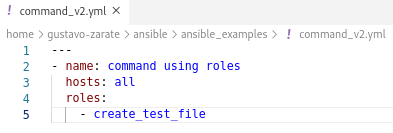 ! command_v2.yml ×
home > gustavo-zarate > ansible > ansible_examples > ! command_v2.yml
1 ---
2 - name: command using roles
3   hosts: all
4   roles:
5     - create_test_file